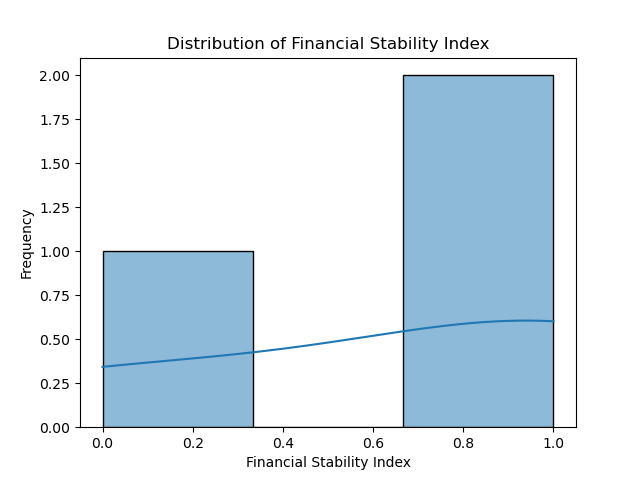 Distribution of Financial Stability Index
2.00
1.75
1.50
1.25
1.00
0.75
0.50
0.25
0.00
Frequency
0.0 0.2 0.4 0.6 0.8 1.0
Financial Stability Index